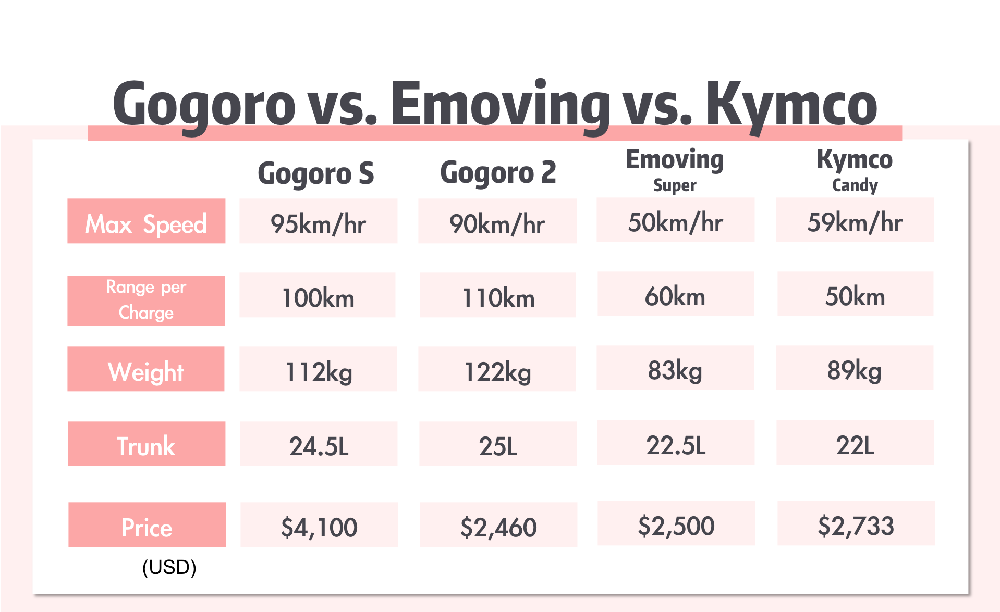 Gogoro vs. Emoving vs. Kymco
Gogoro S Gogoro 2 Emoving Kymco
Super Candy
Max Speed 95km/hr 90km/hr 50km/hr 59km/hr
Range per
Charge
100km 110km 60km 50km
Weight 112kg 122kg 83kg 89kg
Trunk 24.5L 25L 22.5L 22L
Price $4,100 $2,460 $2,500 $2,733
(USD)